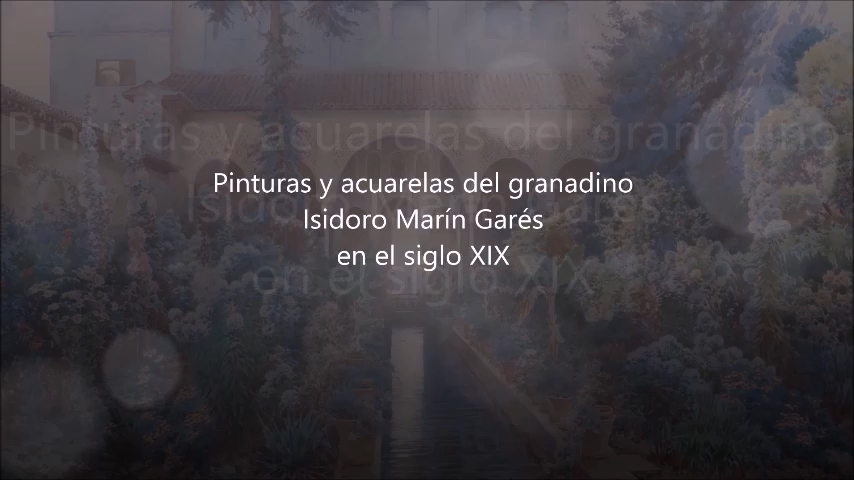 Pinturas y acuarelas del granadino
Isidoro Marín Garés
en el siglo XIX